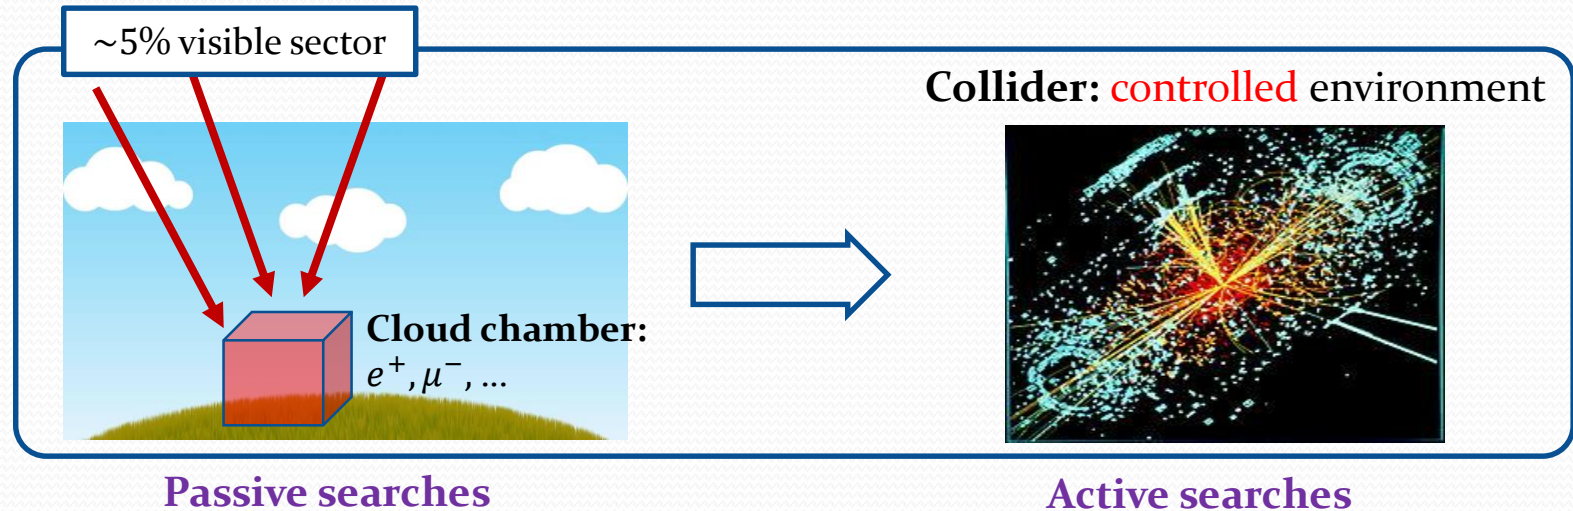 ~5% visible sector
Collider: controlled environment
Cloud chamber:
e⁺, μ⁻, ...
Passive searches
Active searches